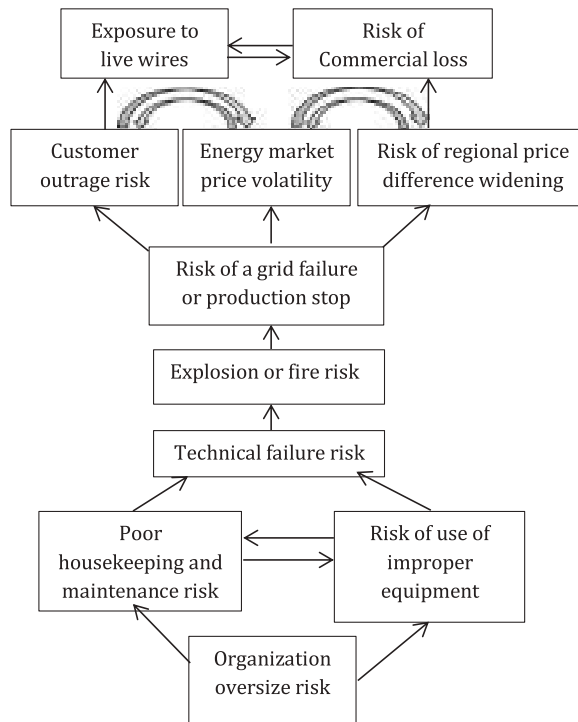 Exposure to
live wires
Risk of
Commercial loss
Customer
outrage risk
Energy market
price volatility
Risk of regional price
difference widening
Risk of a grid failure
or production stop
Explosion or fire risk
Technical failure risk
Poor
housekeeping and
maintenance risk
Risk of use of
improper
equipment
Organization
oversize risk